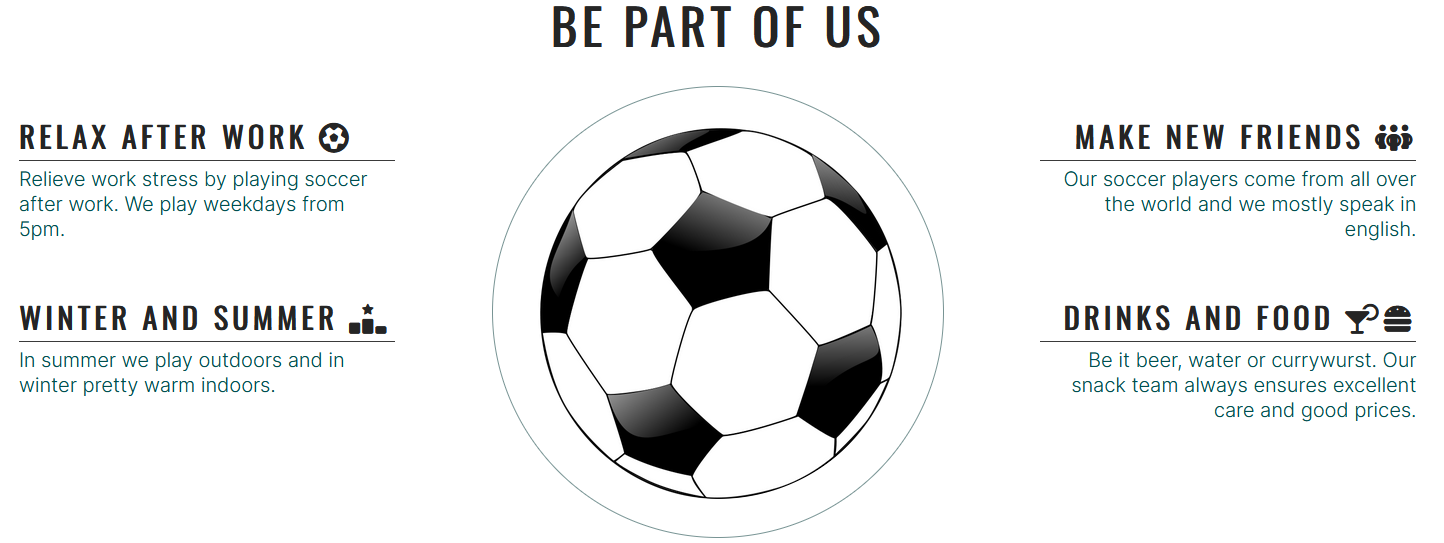 BE PART OF US
RELAX AFTER WORK
Relieve work stress by playing soccer
after work. We play weekdays from
5pm.
WINTER AND SUMMER
In summer we play outdoors and in
winter pretty warm indoors.
MAKE NEW FRIENDS
Our soccer players come from all over
the world and we mostly speak in
english.
DRINKS AND FOOD
Be it beer, water or currywurst. Our
snack team always ensures excellent
care and good prices.